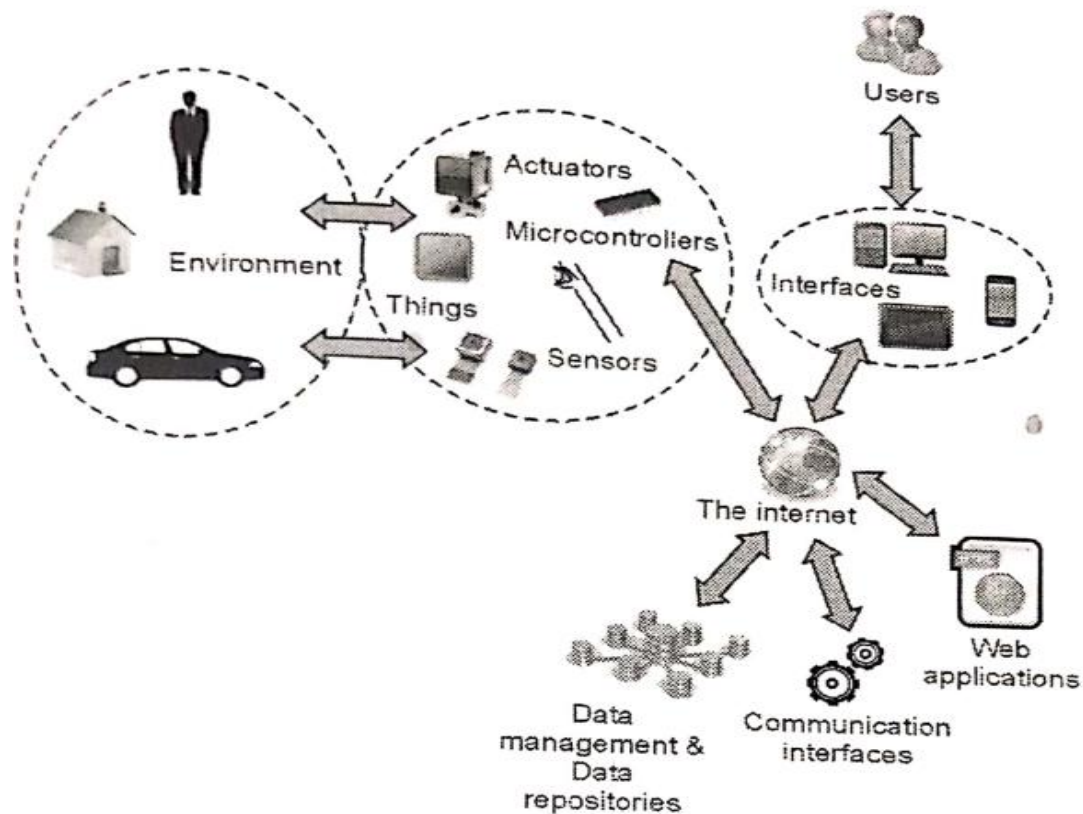 Users
Actuators
Microcontrollers
Environment
Interfaces
Things
Sensors
The internet
Web
applications
Data
management &
Data
repositories
Communication
interfaces